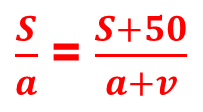 S/a = S+50/a+v